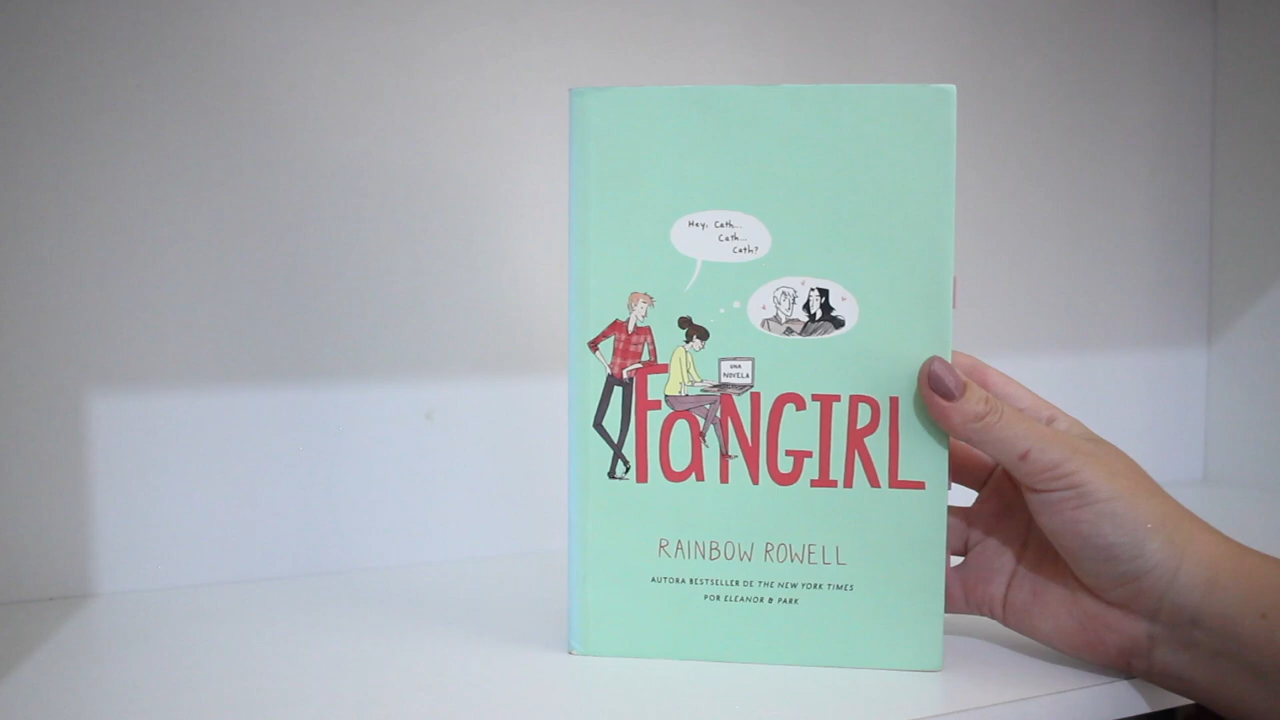 Hey, Cath...
Cath...
Cath?
UNA
NOVELA
FaNGIRL
RAINBOW ROWELL
AUTORA BESTSELLER DE THE NEW YORK TIMES
POR ELEANOR & PARK